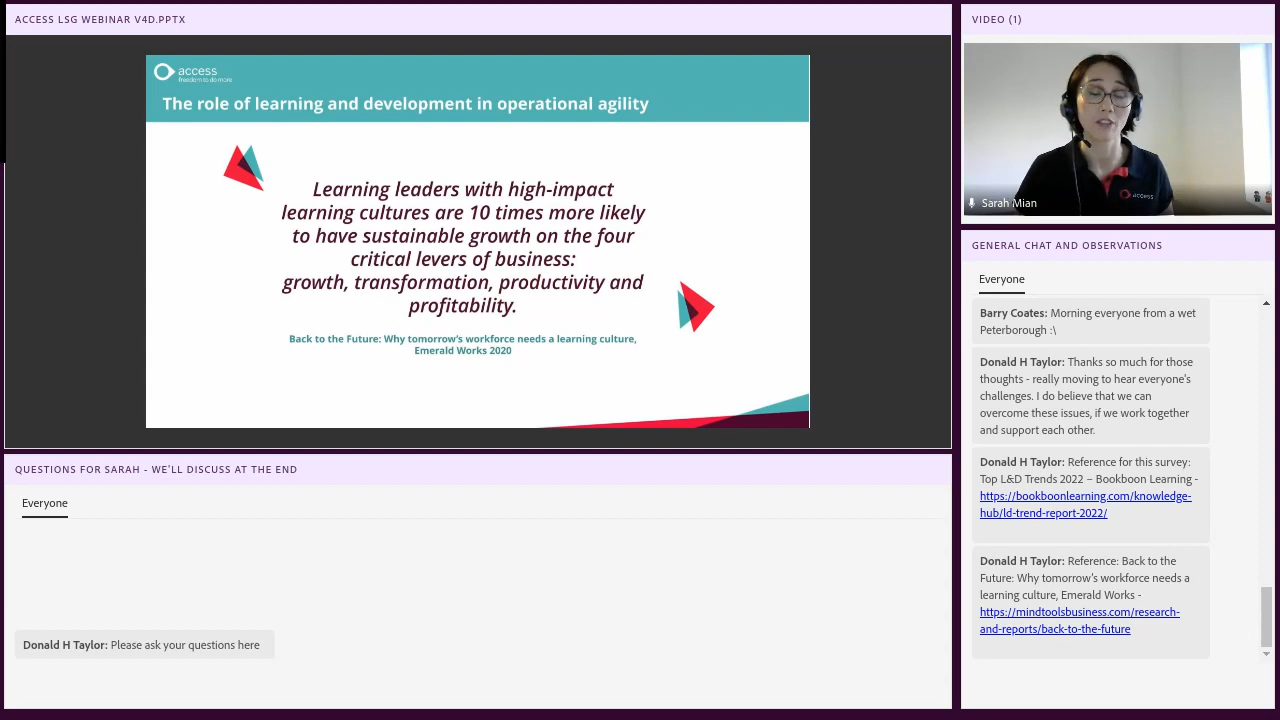 ACCESS LSG WEBINAR V4D.PPTX
access
freedom to do more
The role of learning and development in operational agility
Learning leaders with high-impact
learning cultures are 10 times more likely
to have sustainable growth on the four
critical levers of business:
growth, transformation, productivity and
profitability.
Back to the Future: Why tomorrow's workforce needs a learning culture,
Emerald Works 2020
QUESTIONS FOR SARAH - WE'LL DISCUSS AT THE END
Everyone
Donald H Taylor: Please ask your questions here
VIDEO (1)
access
Sarah Mian
GENERAL CHAT AND OBSERVATIONS
Everyone
Barry Coates: Morning everyone from a wet
Peterborough :\
Donald H Taylor: Thanks so much for those
thoughts - really moving to hear everyone's
challenges. I do believe that we can
overcome these issues, if we work together
and support each other.
Donald H Taylor: Reference for this survey:
Top L&D Trends 2022 – Bookboon Learning -
https://bookboonlearning.com/knowledge-
hub/ld-trend-report-2022/
Donald H Taylor: Reference: Back to the
Future: Why tomorrow's workforce needs a
learning culture, Emerald Works -
https://mindtoolsbusiness.com/research-
and-reports/back-to-the-future